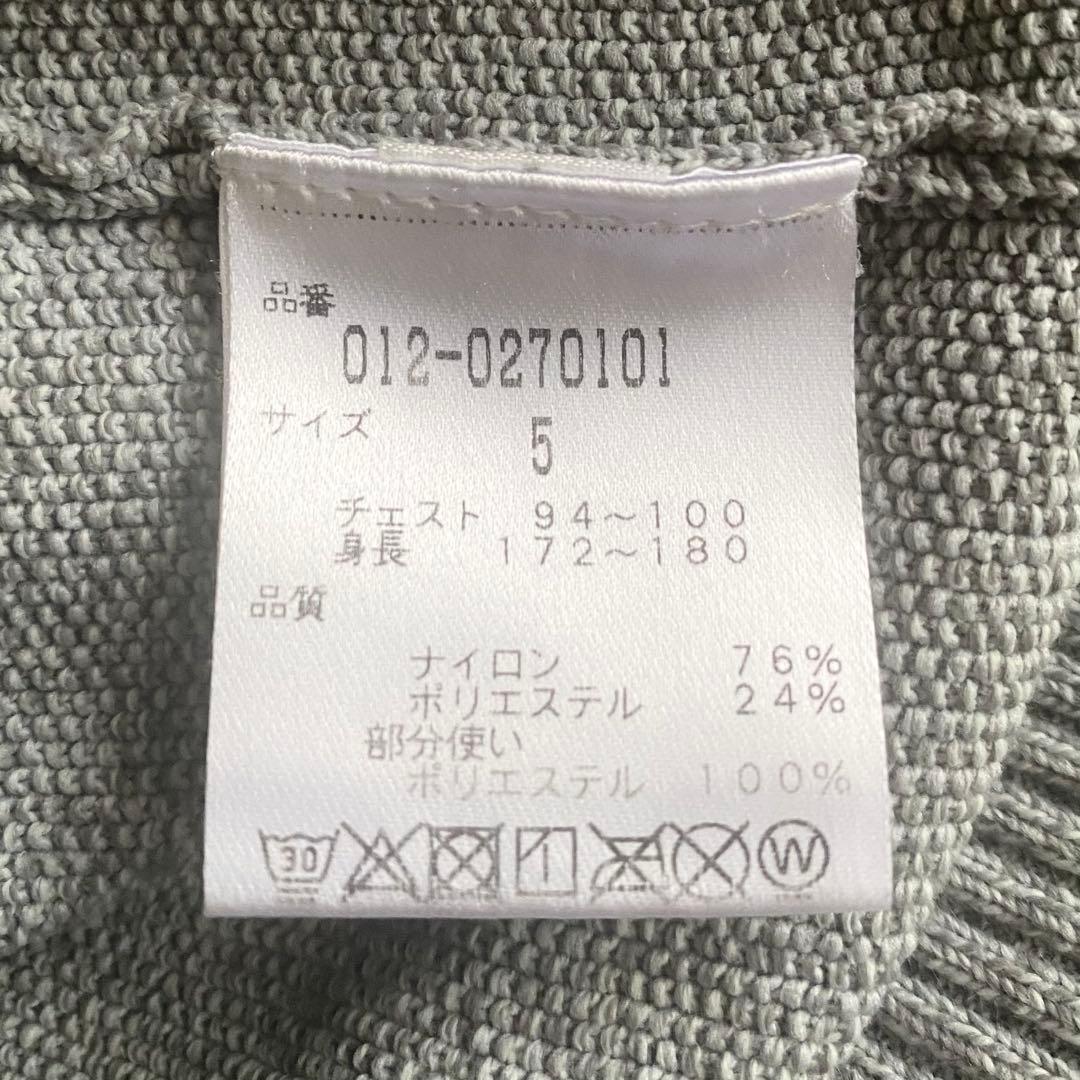 品番
012-0270101
サイズ 5
チェスト 94~100
身長 172~180
品質
ナイロン 76%
ポリエステル 24%
部分使い
ポリエステル 100%
30 W